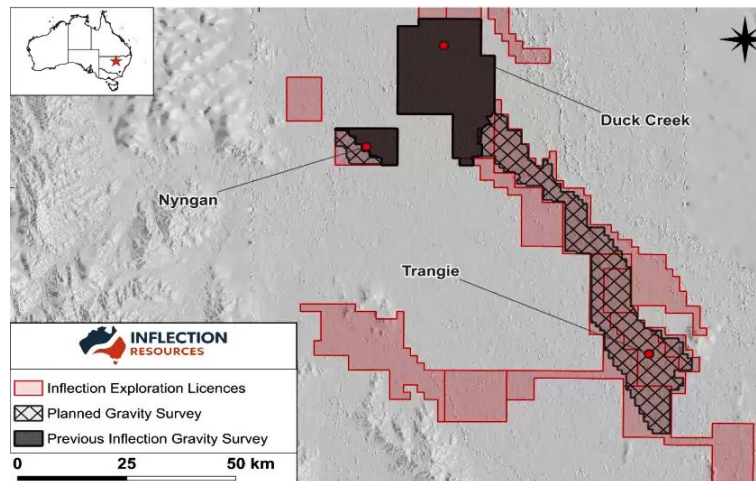 Duck Creek
Nyngan
Trangie
INFLECTION
RESOURCES
Inflection Exploration Licences
Planned Gravity Survey
Previous Inflection Gravity Survey
0 25 50 km